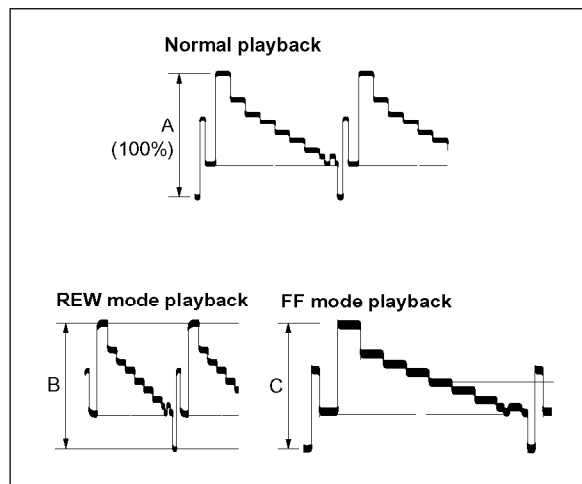 Normal playback
A
(100%)
REW mode playback
FF mode playback
B
C